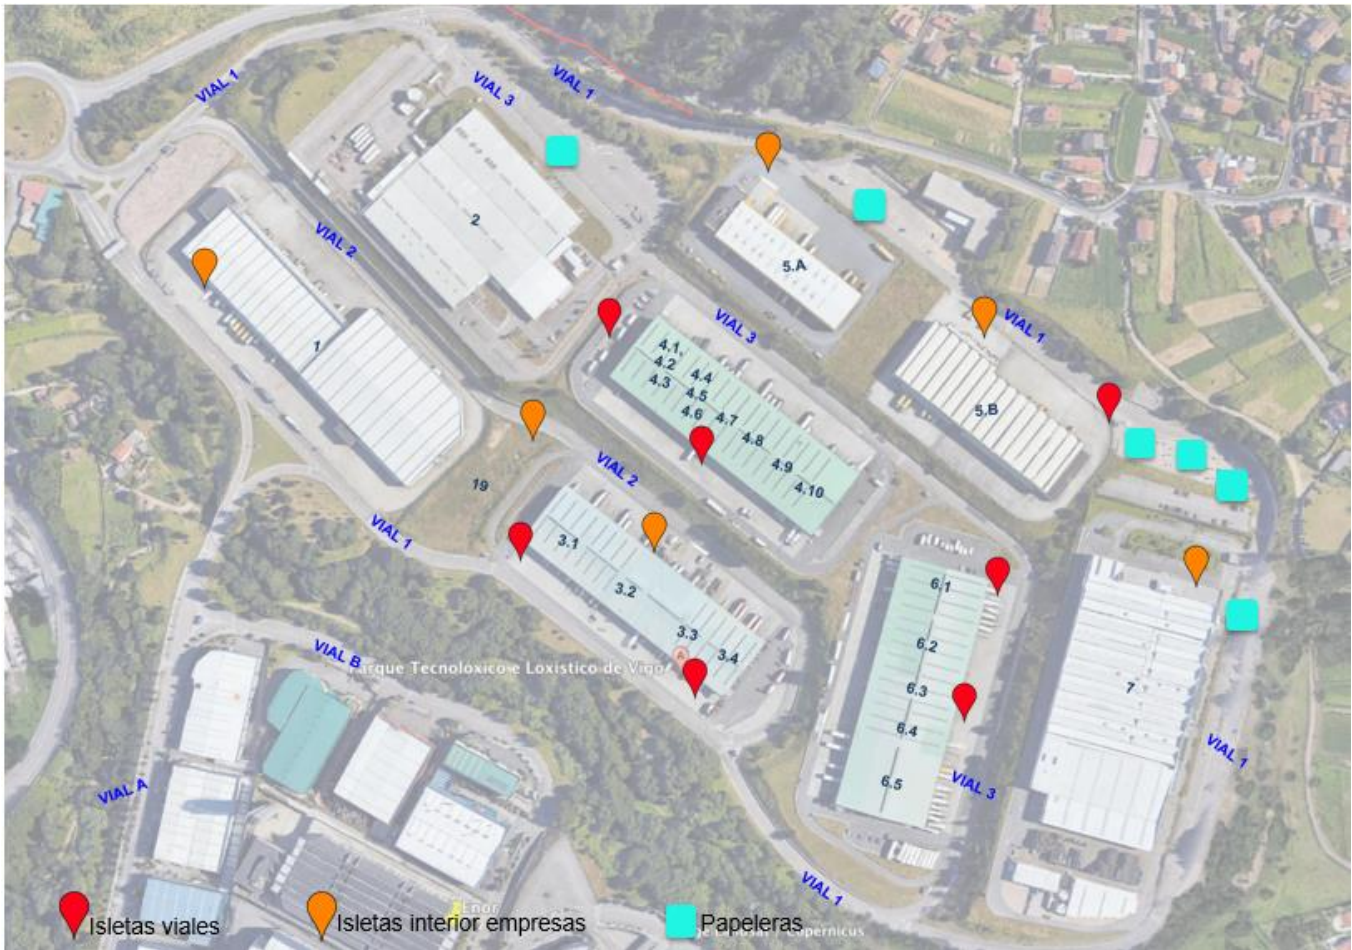 VIAL 1
VIAL 3
VIAL 1
2
VIAL 2
5.A
VIAL 3
VIAL 1
1
4.1
4.2
4.3
4.4
4.5
4.6
4.7
4.8
4.9
4.10
5.B
VIAL 2
19
VIAL 1
3.1
3.2
3.3
3.4
6.1
6.2
6.3
6.4
6.5
7
VIAL B
A
Parque Tecnolóxico e Loxístico de Vigo
VIAL A
VIAL 3
VIAL 1
VIAL 1
Enor
Isletas viales
Isletas interior empresas
Papeleras
Copernicus